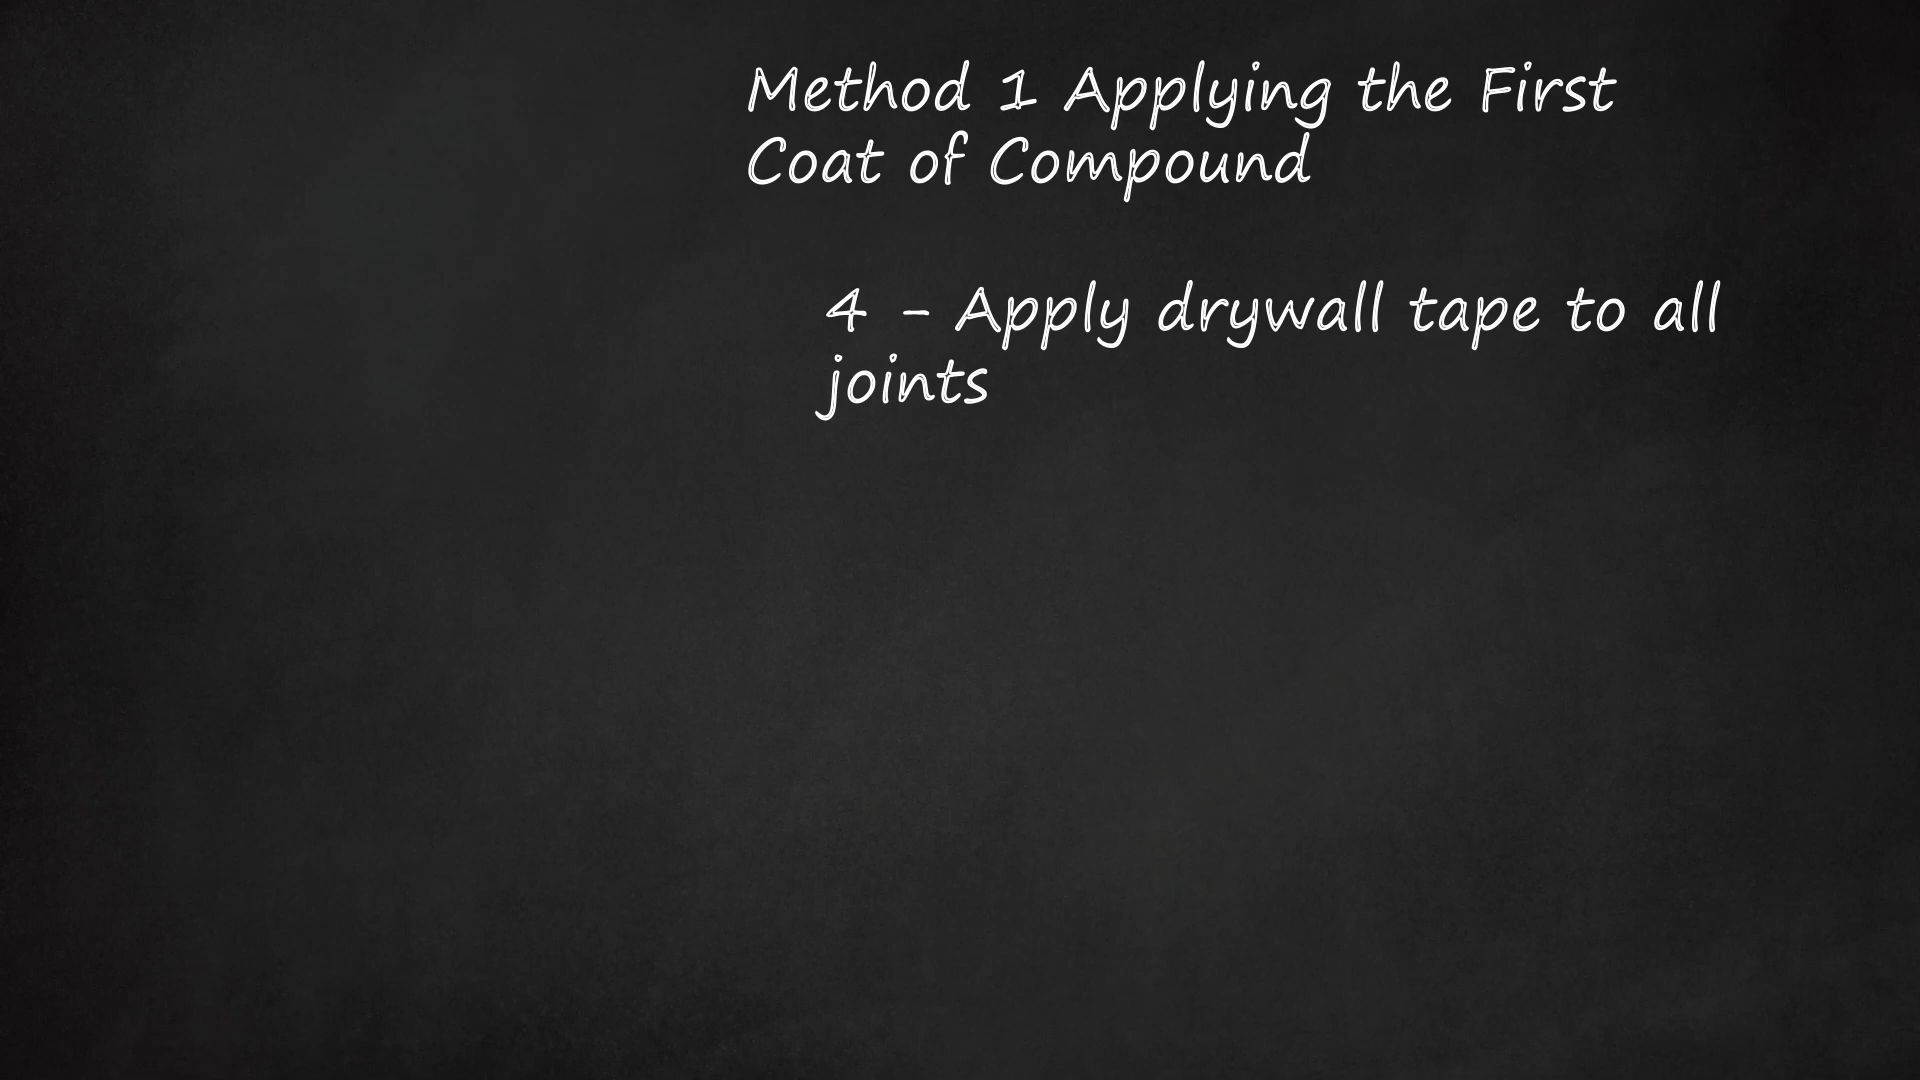 Method 1 Applying the First
Coat of Compound
4 - Apply drywall tape to all
joints